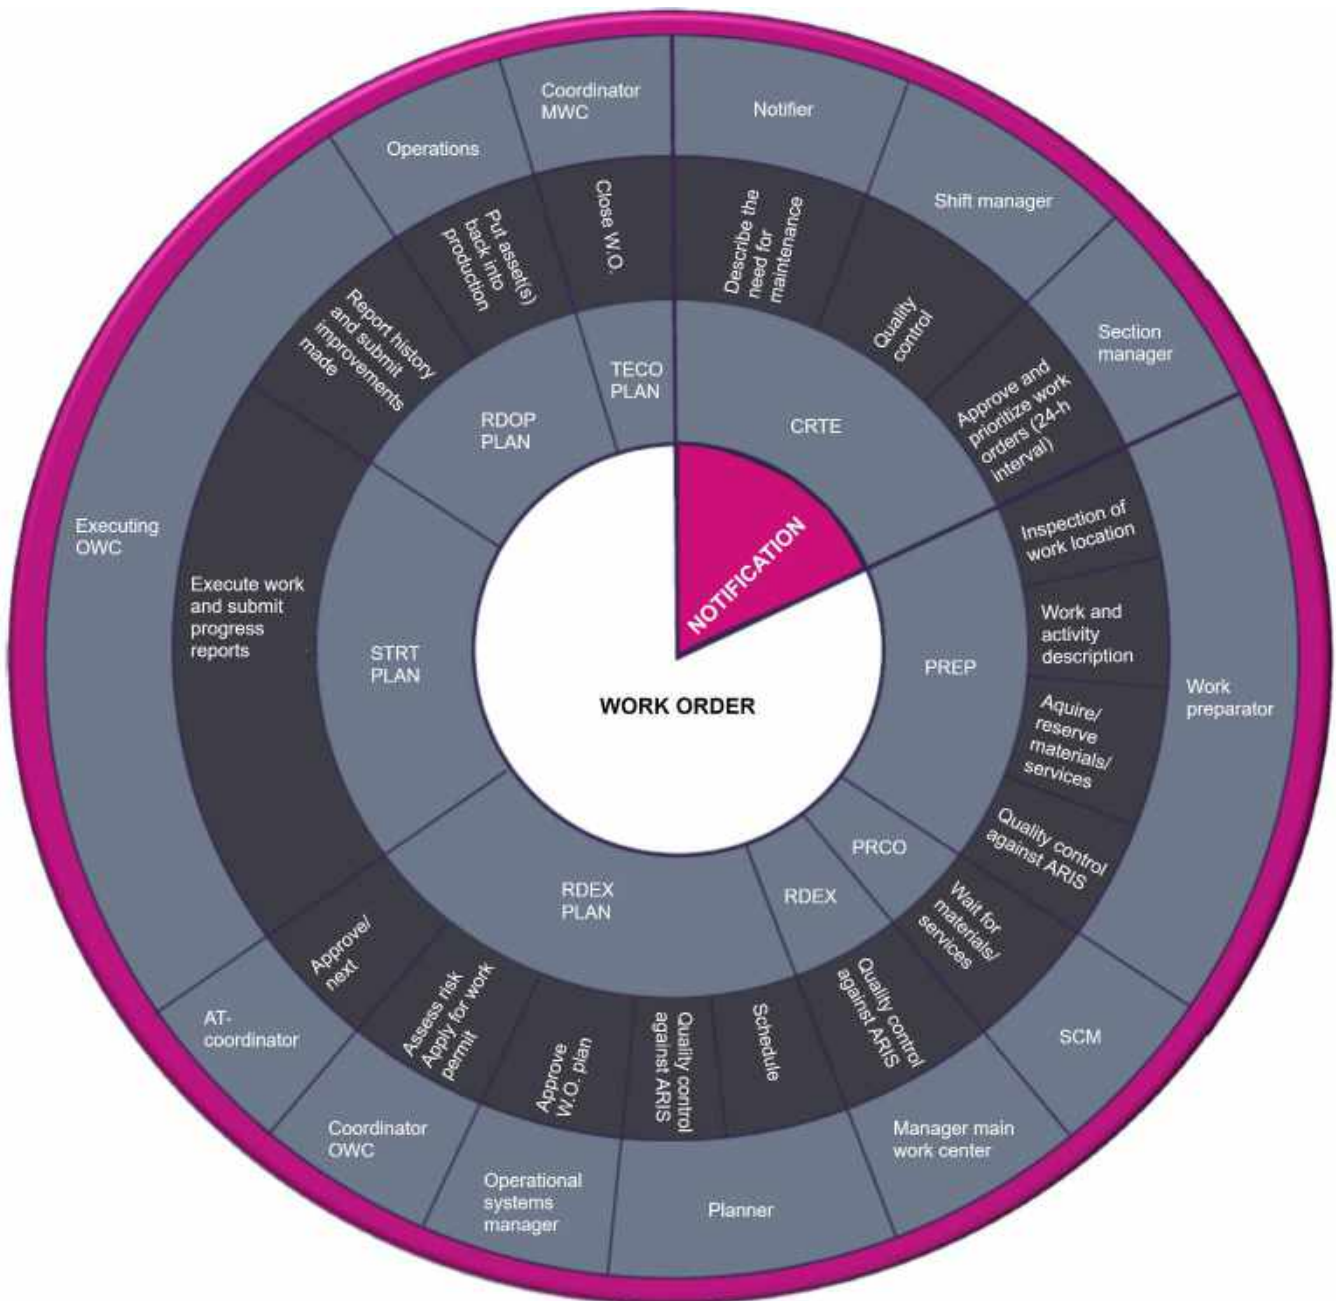 Notifier
Shift manager
Section
manager
Work
preparator
SCM
Manager main
work center
Planner
Operational
systems
manager
Coordinator
OWC
AT-
coordinator
Executing
OWC
Operations
Coordinator
MWC
Describe the
need for
maintenance
Quality
control
Approve and
prioritize work
orders (24-h
interval)
Inspection of
work location
Work and
activity
description
Aquire/
reserve
materials/
services
Quality control
against ARIS
Wait for
materials/
services
Quality control
against ARIS
Schedule
Quality control
against ARIS
Approve
W.O. plan
Assess risk
Apply for work
permit
Approve/
next
Execute work
and submit
progress
reports
Report history
and submit
improvements
made
Put asset(s)
back into
production
Close W.O.
CRTE
PREP
PRCO
RDEX
RDEX
PLAN
STRT
PLAN
RDOP
PLAN
TECO
PLAN
NOTIFICATION
WORK ORDER